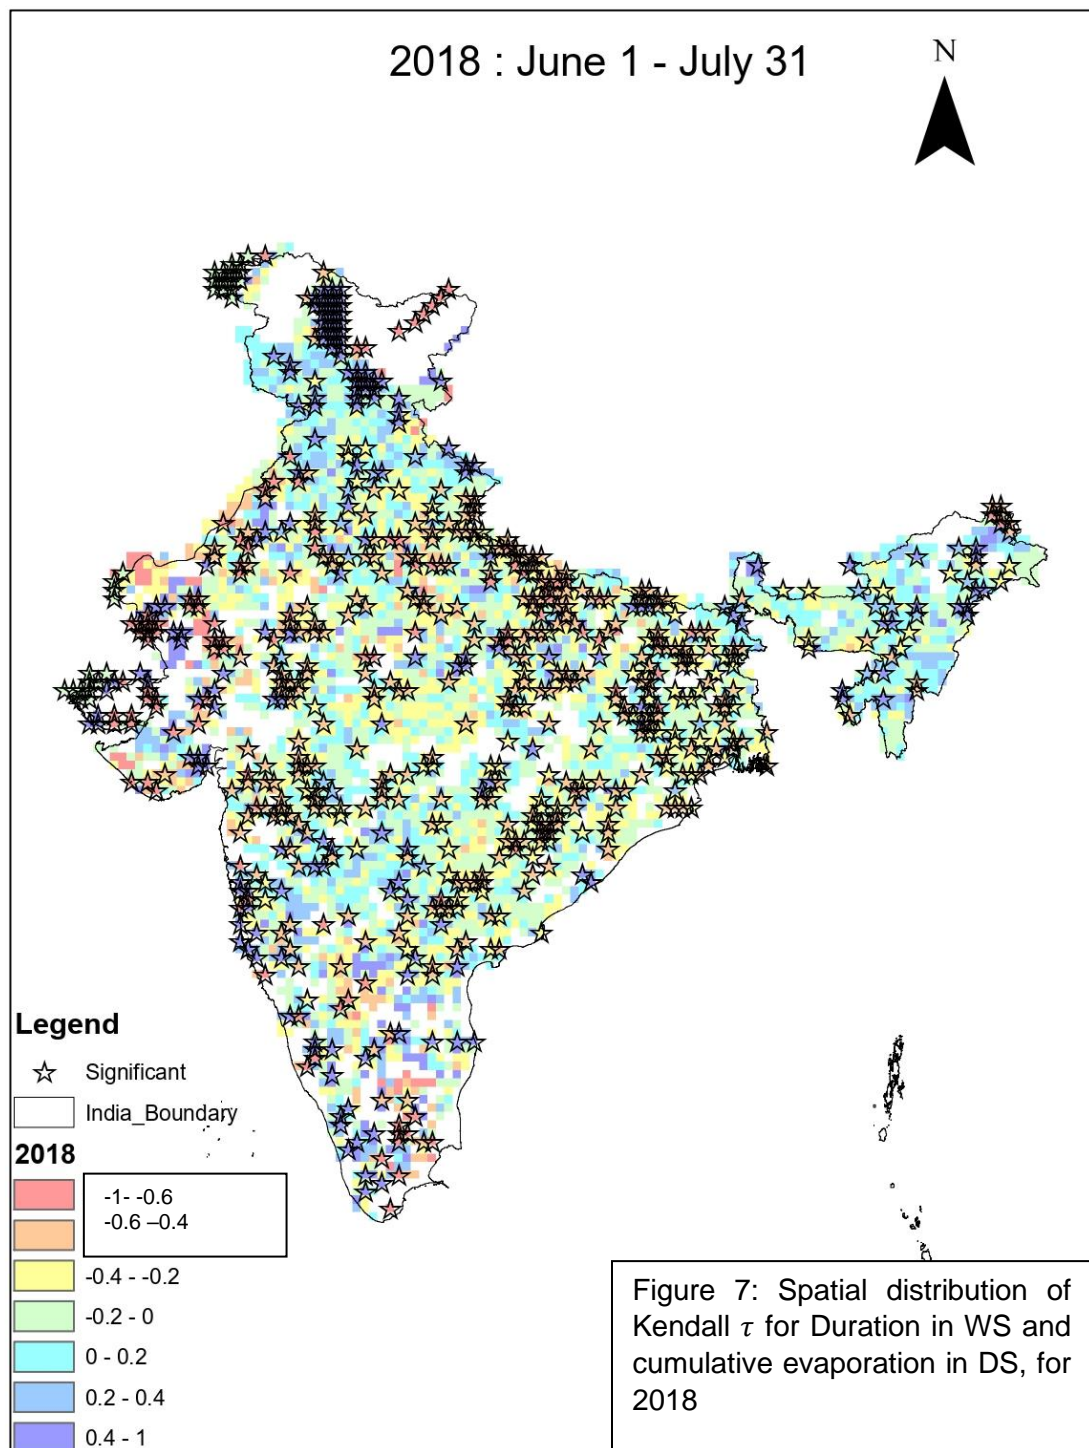 2018 : June 1 - July 31
N
Legend
Significant
India_Boundary
2018
-1- -0.6
-0.6 –0.4
-0.4 - -0.2
-0.2 - 0
0 - 0.2
0.2 - 0.4
0.4 - 1
Figure 7: Spatial distribution of
Kendall τ for Duration in WS and
cumulative evaporation in DS, for
2018